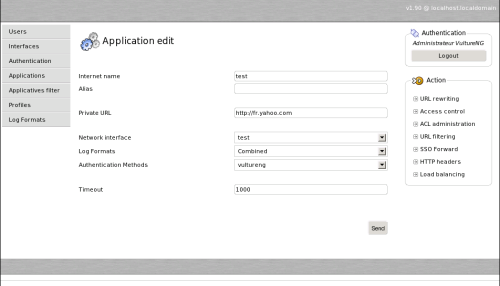 v1.90 @ localhost.localdomain
Users
Interfaces
Authentication
Applications
Applicatives filter
Profiles
Log Formats
Application edit
Internet name test
Alias
Private URL http://fr.yahoo.com
Network interface test
Log Formats Combined
Authentication Methods vultureng
Timeout 1000
Send
Authentication
Administrateur VultureNG
Logout
Action
URL rewriting
Access control
ACL administration
URL filtering
SSO Forward
HTTP headers
Load balancing